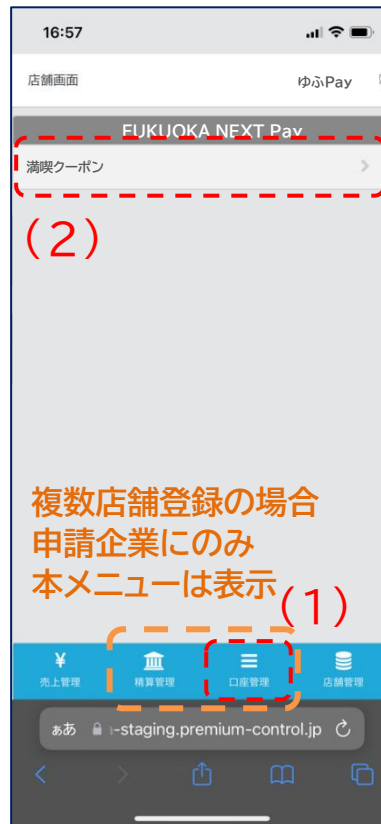 16:57
店舗画面
ゆふPay
FUKUOKA NEXT Pay
満喫クーポン
(2)
複数店舗登録の場合
申請企業にのみ
本メニューは表示
(1)
売上管理
精算管理
口座管理
店舗管理
ぁあ
-staging.premium-control.jp